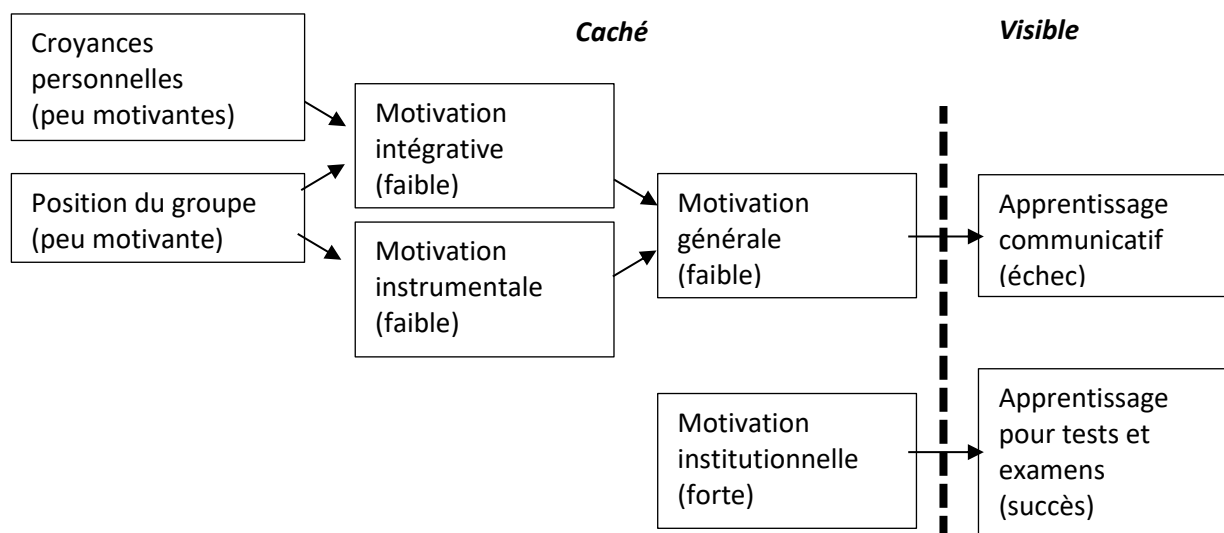 Caché
Visible
Croyances
personnelles
(peu motivantes)
Position du groupe
(peu motivante)
Motivation
intégrative
(faible)
Motivation
instrumentale
(faible)
Motivation
générale
(faible)
Apprentissage
communicatif
(échec)
Motivation
institutionnelle
(forte)
Apprentissage
pour tests et
examens
(succès)